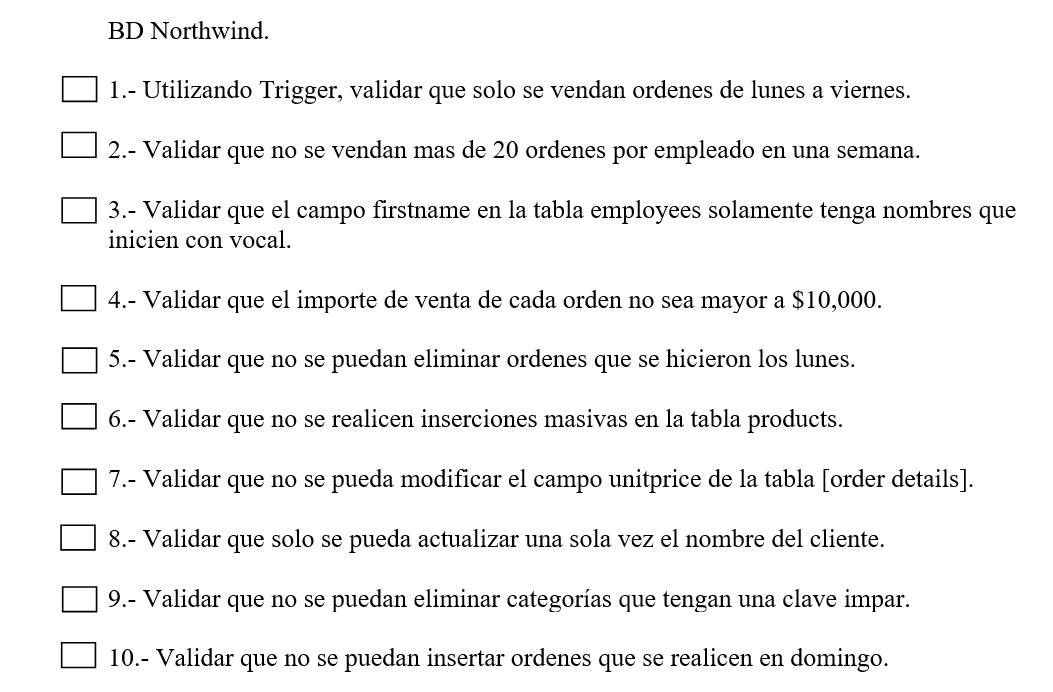 BD Northwind.
1.- Utilizando Trigger, validar que solo se vendan ordenes de lunes a viernes.
2.- Validar que no se vendan mas de 20 ordenes por empleado en una semana.
3.- Validar que el campo firstname en la tabla employees solamente tenga nombres que
inicien con vocal.
4.- Validar que el importe de venta de cada orden no sea mayor a $10,000.
5.- Validar que no se puedan eliminar ordenes que se hicieron los lunes.
6.- Validar que no se realicen inserciones masivas en la tabla products.
7.- Validar que no se pueda modificar el campo unitprice de la tabla [order details].
8.- Validar que solo se pueda actualizar una sola vez el nombre del cliente.
9.- Validar que no se puedan eliminar categorías que tengan una clave impar.
10.- Validar que no se puedan insertar ordenes que se realicen en domingo.